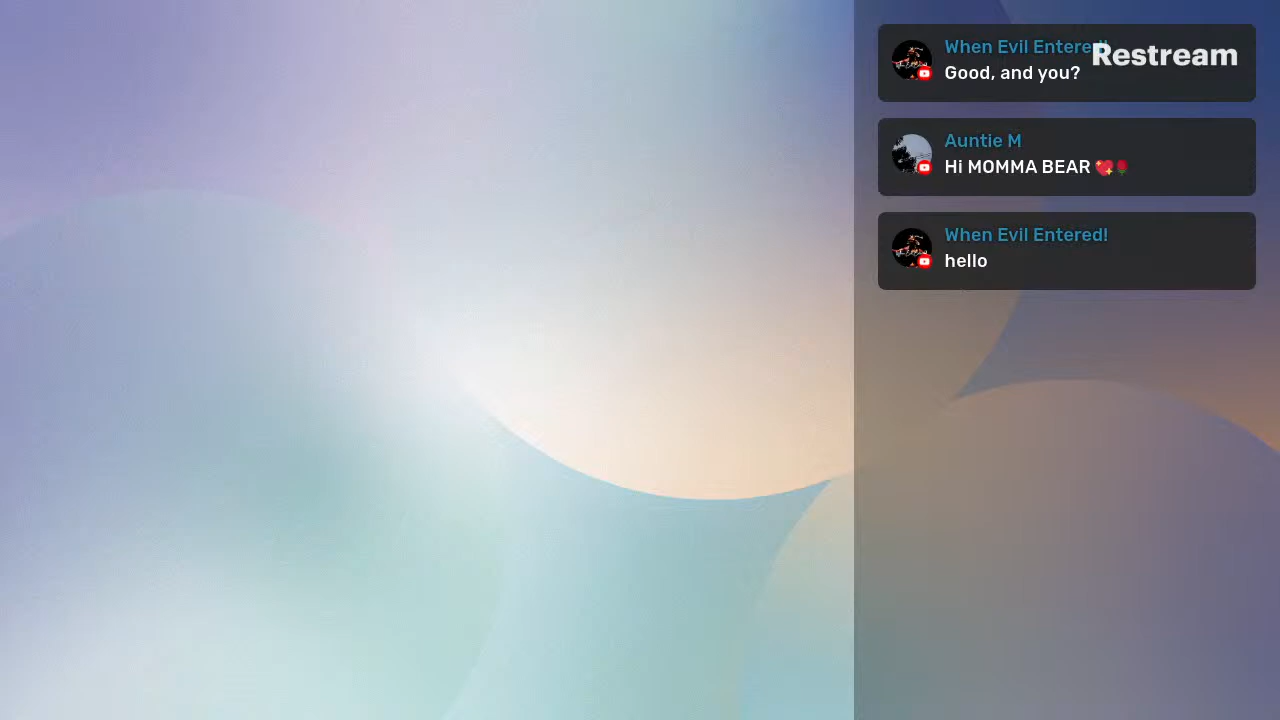 When Evil Entered!
Restream
Good, and you?
Auntie M
Hi MOMMA BEAR 💖🌹
When Evil Entered!
hello